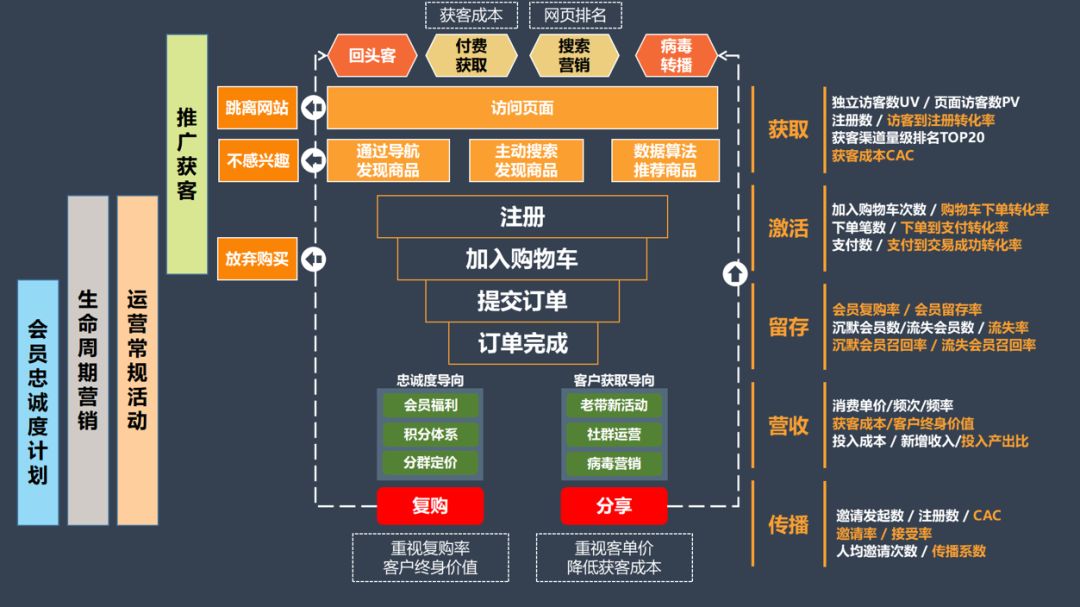 获客成本
网页排名
回头客
付费
获取
搜索
营销
病毒
转播
推广获客
生命周期营销
运营常规活动
会员忠诚度计划
跳离网站
访问页面
不感兴趣
通过导航
发现商品
主动搜索
发现商品
数据算法
推荐商品
注册
放弃购买
加入购物车
提交订单
订单完成
忠诚度导向
会员福利
积分体系
分群定价
复购
重视复购率
客户终身价值
客户获取导向
老带新活动
社群运营
病毒营销
分享
重视客单价
降低获客成本
获取
独立访客数UV / 页面访客数PV
注册数 / 访客到注册转化率
获客渠道量级排名TOP20
获客成本CAC
激活
加入购物车次数 / 购物车下单转化率
下单笔数 / 下单到支付转化率
支付数 / 支付到交易成功转化率
留存
会员复购率 / 会员留存率
沉默会员数/流失会员数 / 流失率
沉默会员召回率 / 流失会员召回率
营收
消费单价/频次/频率
获客成本/客户终身价值
投入成本 / 新增收入/投入产出比
传播
邀请发起数 / 注册数 / CAC
邀请率 / 接受率
人均邀请次数 / 传播系数